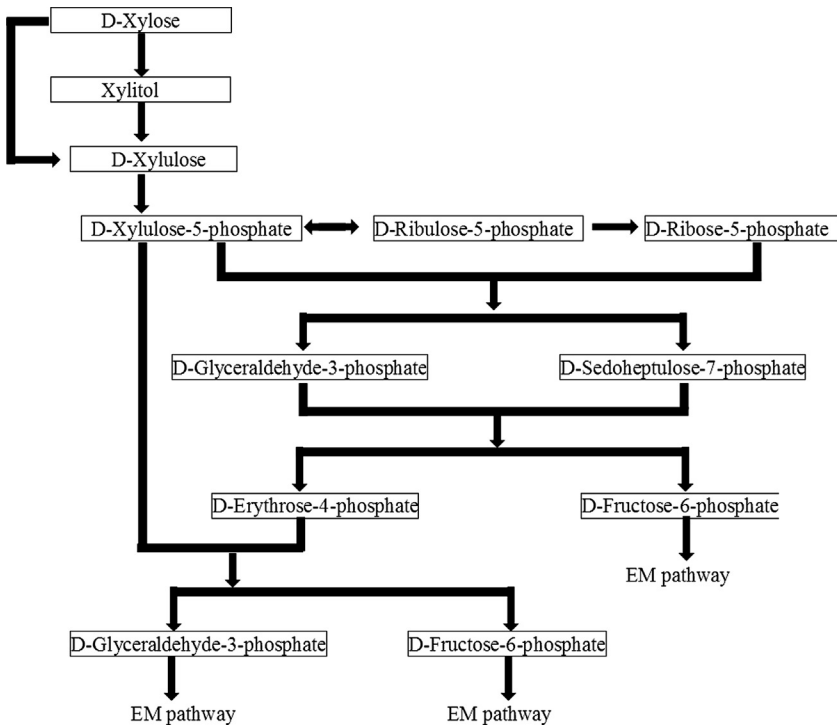 D-Xylose
Xylitol
D-Xylulose
D-Xylulose-5-phosphate
D-Ribulose-5-phosphate
D-Ribose-5-phosphate
D-Glyceraldehyde-3-phosphate
D-Sedoheptulose-7-phosphate
D-Erythrose-4-phosphate
D-Fructose-6-phosphate
EM pathway
D-Glyceraldehyde-3-phosphate
D-Fructose-6-phosphate
EM pathway
EM pathway